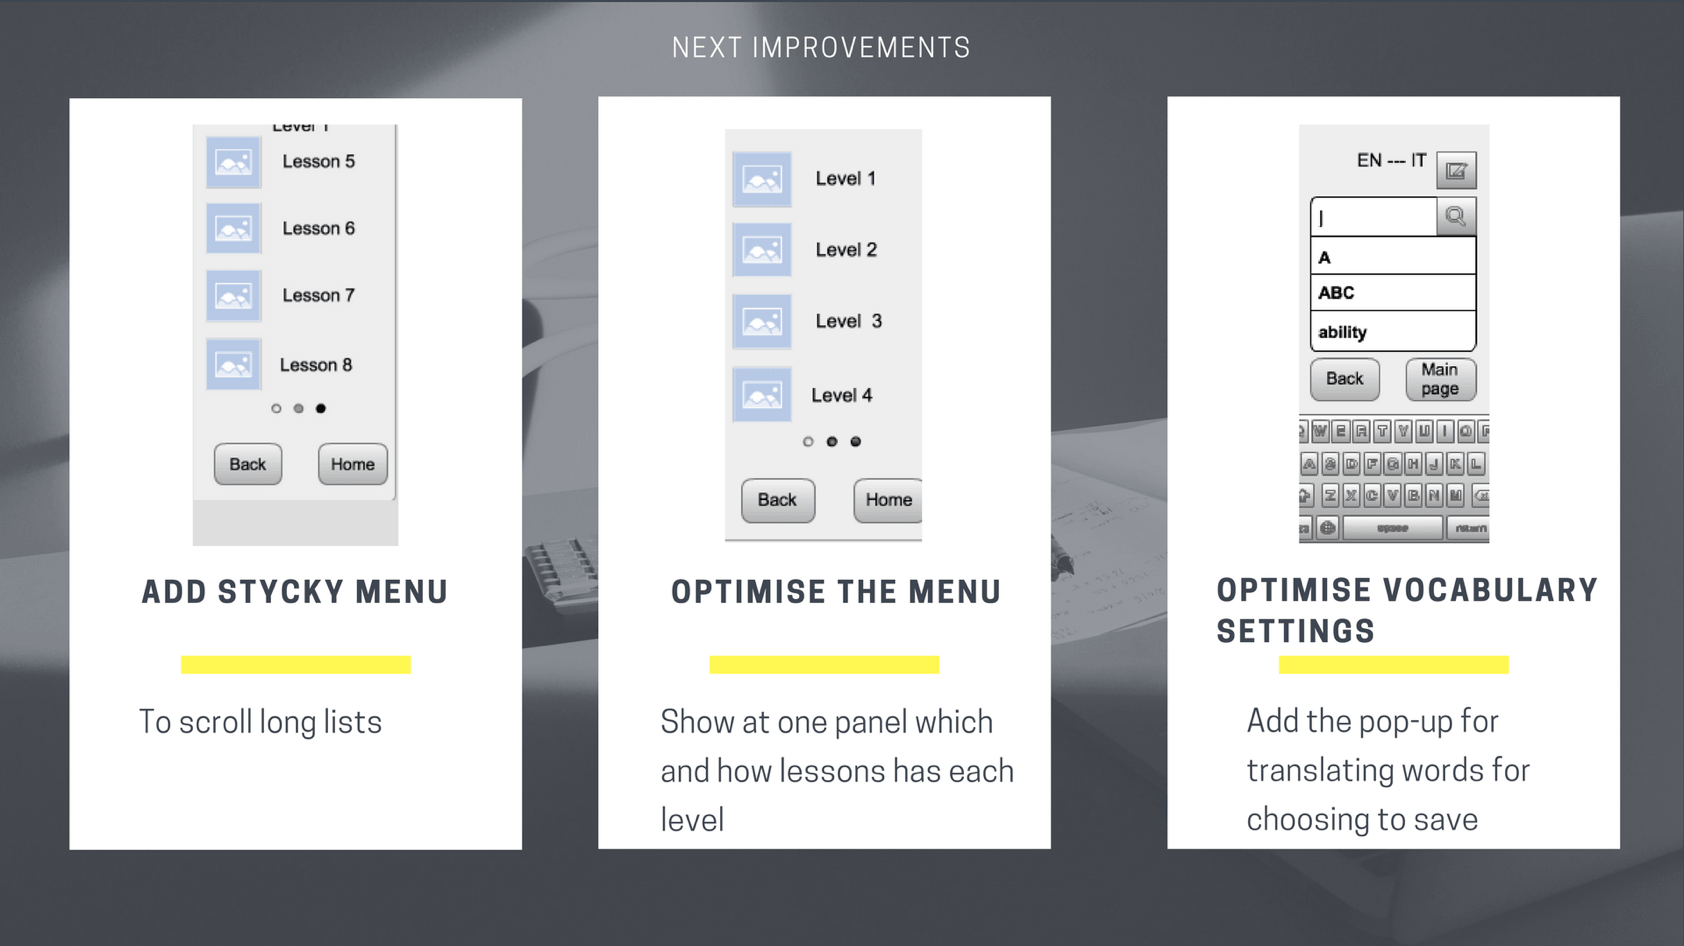 NEXT IMPROVEMENTS
Level 1
Lesson 5
Lesson 6
Lesson 7
Lesson 8
Back Home
ADD STYCKY MENU
To scroll long lists
Level 1
Level 2
Level 3
Level 4
Back Home
OPTIMISE THE MENU
Show at one panel which
and how lessons has each
level
EN --- IT
A
ABC
ability
Back Main page
W E R T Y U I O P
A S D F G H J K L
Z X C V B N M
space return
OPTIMISE VOCABULARY
SETTINGS
Add the pop-up for
translating words for
choosing to save